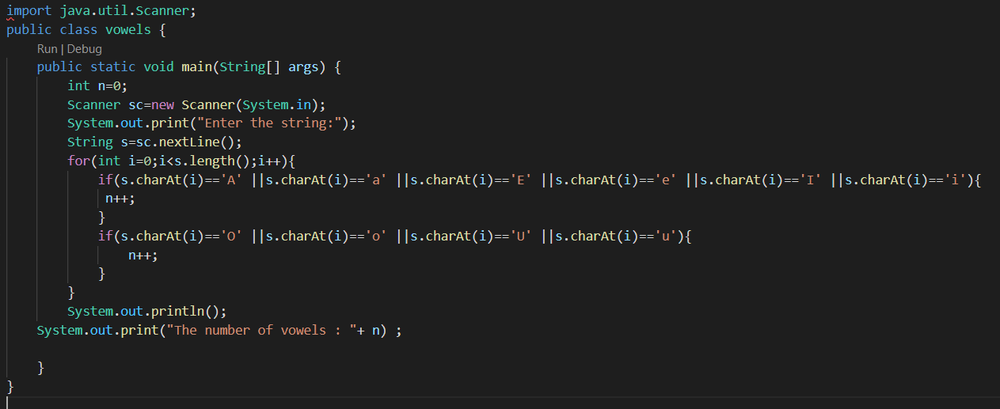 import java.util.Scanner;
public class vowels {
Run | Debug
public static void main(String[] args) {
int n=0;
Scanner sc=new Scanner(System.in);
System.out.print("Enter the string:");
String s=sc.nextLine();
for(int i=0;i<s.length();i++){
if(s.charAt(i)=='A' ||s.charAt(i)=='a' ||s.charAt(i)=='E' ||s.charAt(i)=='e' ||s.charAt(i)=='I' ||s.charAt(i)=='i'){
n++;
}
if(s.charAt(i)=='O' ||s.charAt(i)=='o' ||s.charAt(i)=='U' ||s.charAt(i)=='u'){
n++;
}
}
System.out.println();
System.out.print("The number of vowels : "+ n) ;
}
}